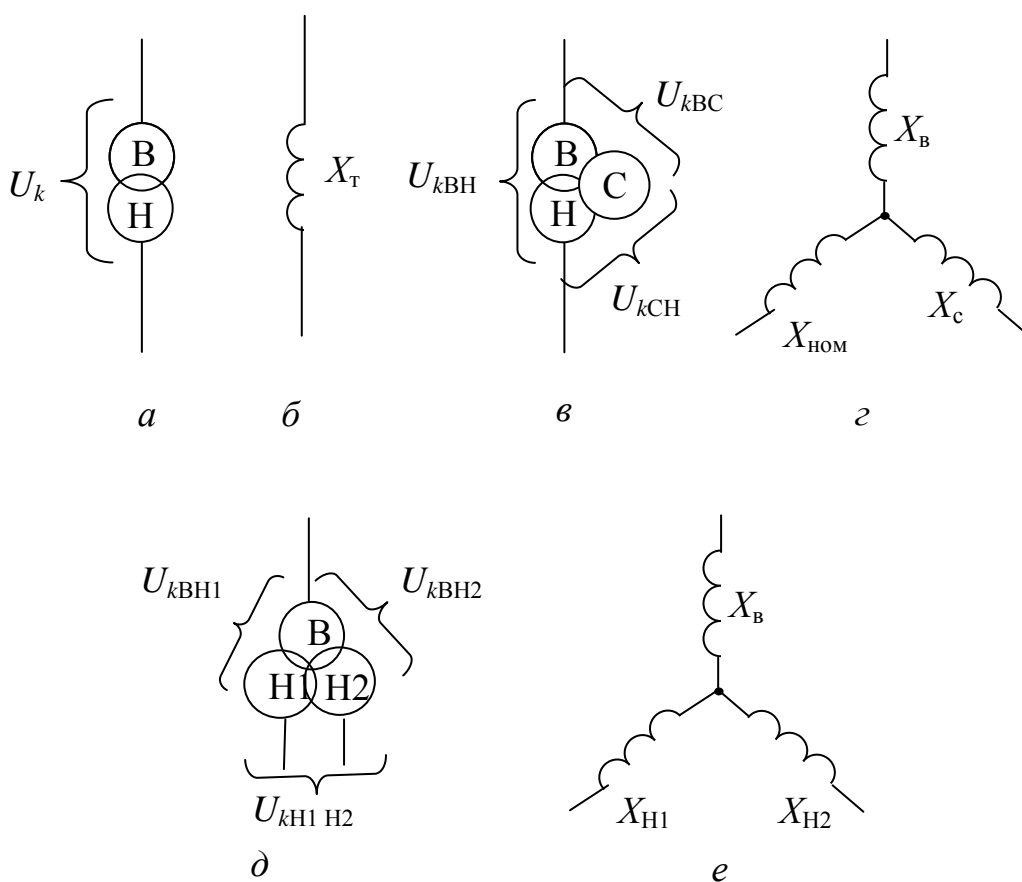 U_k
В
Н
X_т
U_kВН
В
С
Н
U_kВС
U_kСН
X_в
X_ном
X_с
а
б
в
г
U_kВН1
U_kВН2
В
Н1
Н2
U_kН1 Н2
X_в
X_Н1
X_Н2
д
е